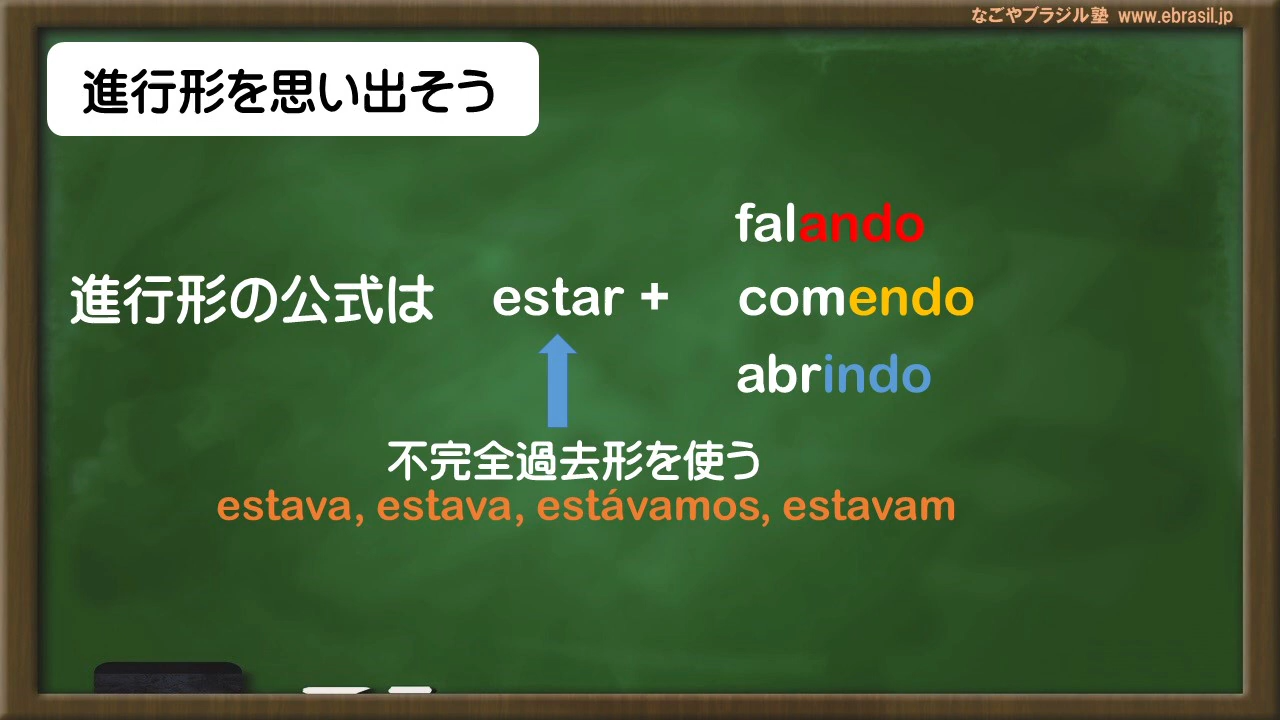 なごやブラジル塾 www.ebrasil.jp
進行形を思い出そう
falando
進行形の公式は estar + comendo
abrindo
不完全過去形を使う
estava, estava, estávamos, estavam